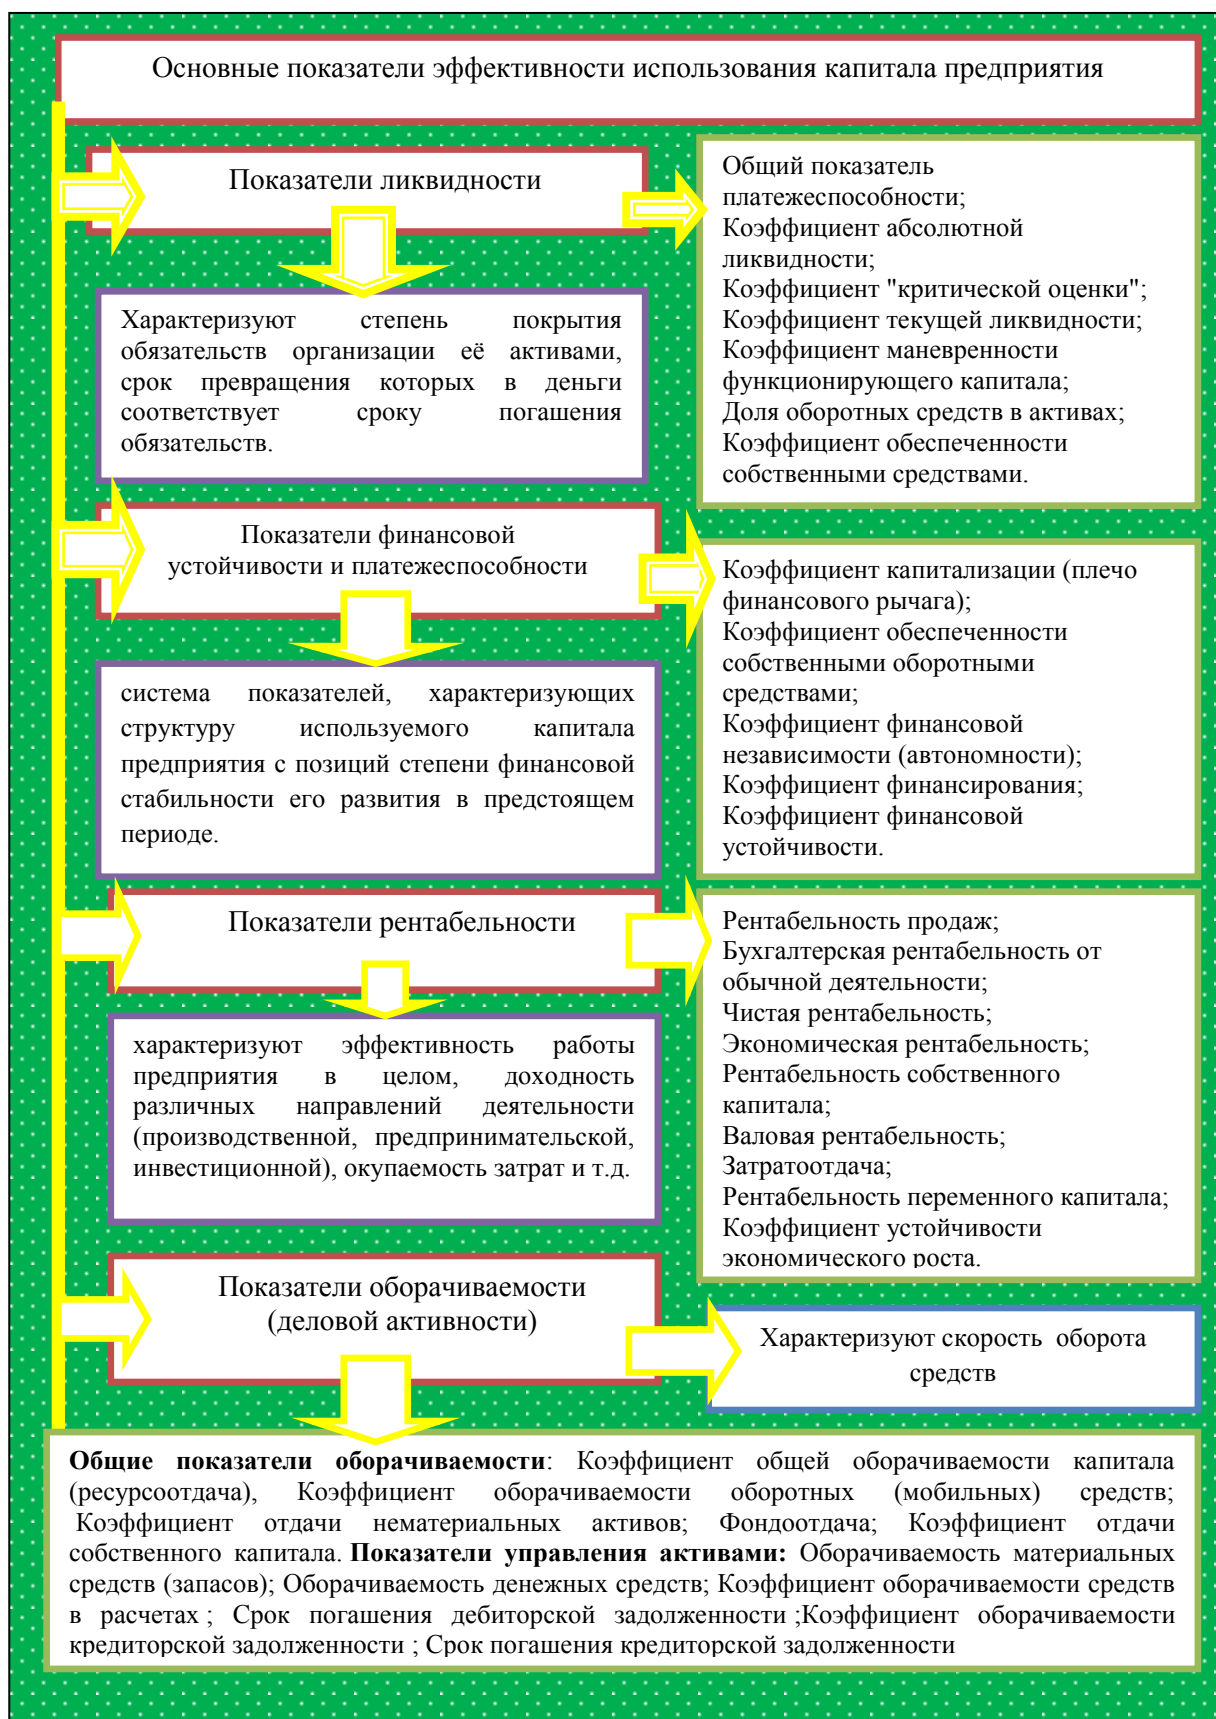 Основные показатели эффективности использования капитала предприятия
Показатели ликвидности
Общий показатель
платежеспособности;
Коэффициент абсолютной
ликвидности;
Коэффициент "критической оценки";
Коэффициент текущей ликвидности;
Коэффициент маневренности
функционирующего капитала;
Доля оборотных средств в активах;
Коэффициент обеспеченности
собственными средствами.
Характеризуют степень покрытия
обязательств организации её активами,
срок превращения которых в деньги
соответствует сроку погашения
обязательств.
Показатели финансовой
устойчивости и платежеспособности
Коэффициент капитализации (плечо
финансового рычага);
Коэффициент обеспеченности
собственными оборотными
средствами;
Коэффициент финансовой
независимости (автономности);
Коэффициент финансирования;
Коэффициент финансовой
устойчивости.
система показателей, характеризующих
структуру используемого капитала
предприятия с позиций степени финансовой
стабильности его развития в предстоящем
периоде.
Показатели рентабельности
Рентабельность продаж;
Бухгалтерская рентабельность от
обычной деятельности;
Чистая рентабельность;
Экономическая рентабельность;
Рентабельность собственного
капитала;
Валовая рентабельность;
Затратоотдача;
Рентабельность переменного капитала;
Коэффициент устойчивости
экономического роста.
характеризуют эффективность работы
предприятия в целом, доходность
различных направлений деятельности
(производственной, предпринимательской,
инвестиционной), окупаемость затрат и т.д.
Показатели оборачиваемости
(деловой активности)
Характеризуют скорость оборота
средств
Общие показатели оборачиваемости: Коэффициент общей оборачиваемости капитала
(ресурсоотдача), Коэффициент оборачиваемости оборотных (мобильных) средств;
Коэффициент отдачи нематериальных активов; Фондоотдача; Коэффициент отдачи
собственного капитала. Показатели управления активами: Оборачиваемость материальных
средств (запасов); Оборачиваемость денежных средств; Коэффициент оборачиваемости средств
в расчетах ; Срок погашения дебиторской задолженности ;Коэффициент оборачиваемости
кредиторской задолженности ; Срок погашения кредиторской задолженности